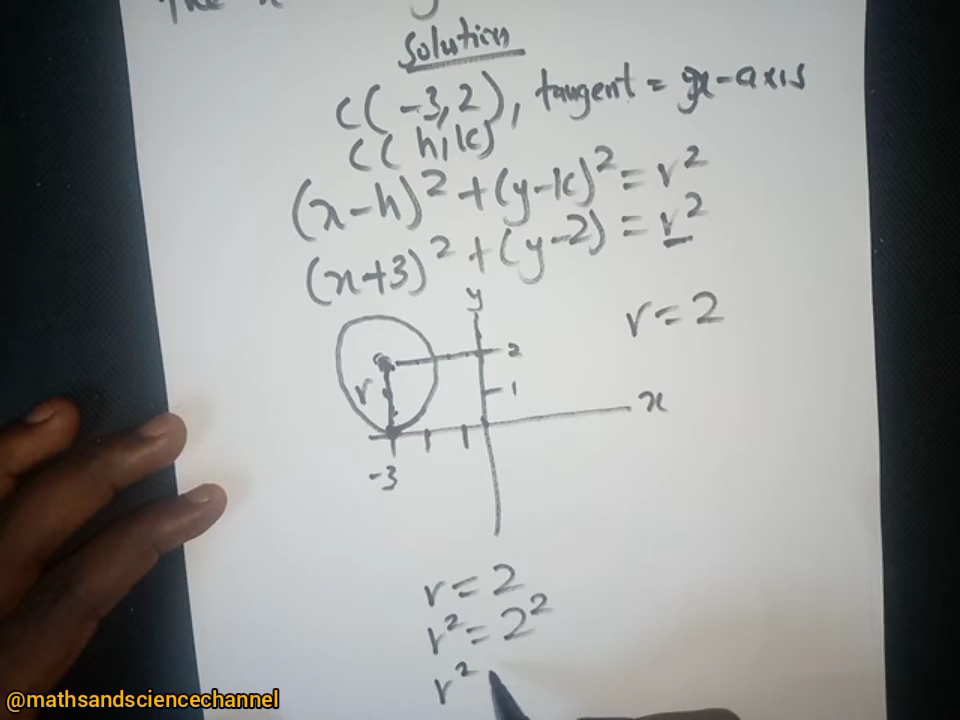 The x
Solution
C(-3,2), tangent = x-axis
C(h,k)
(x-h)² + (y-k)² = r²
(x+3)² + (y-2) = r²
y
r = 2
2
r
1
x
-3
r = 2
r² = 2²
r²
@mathsandsciencechannel